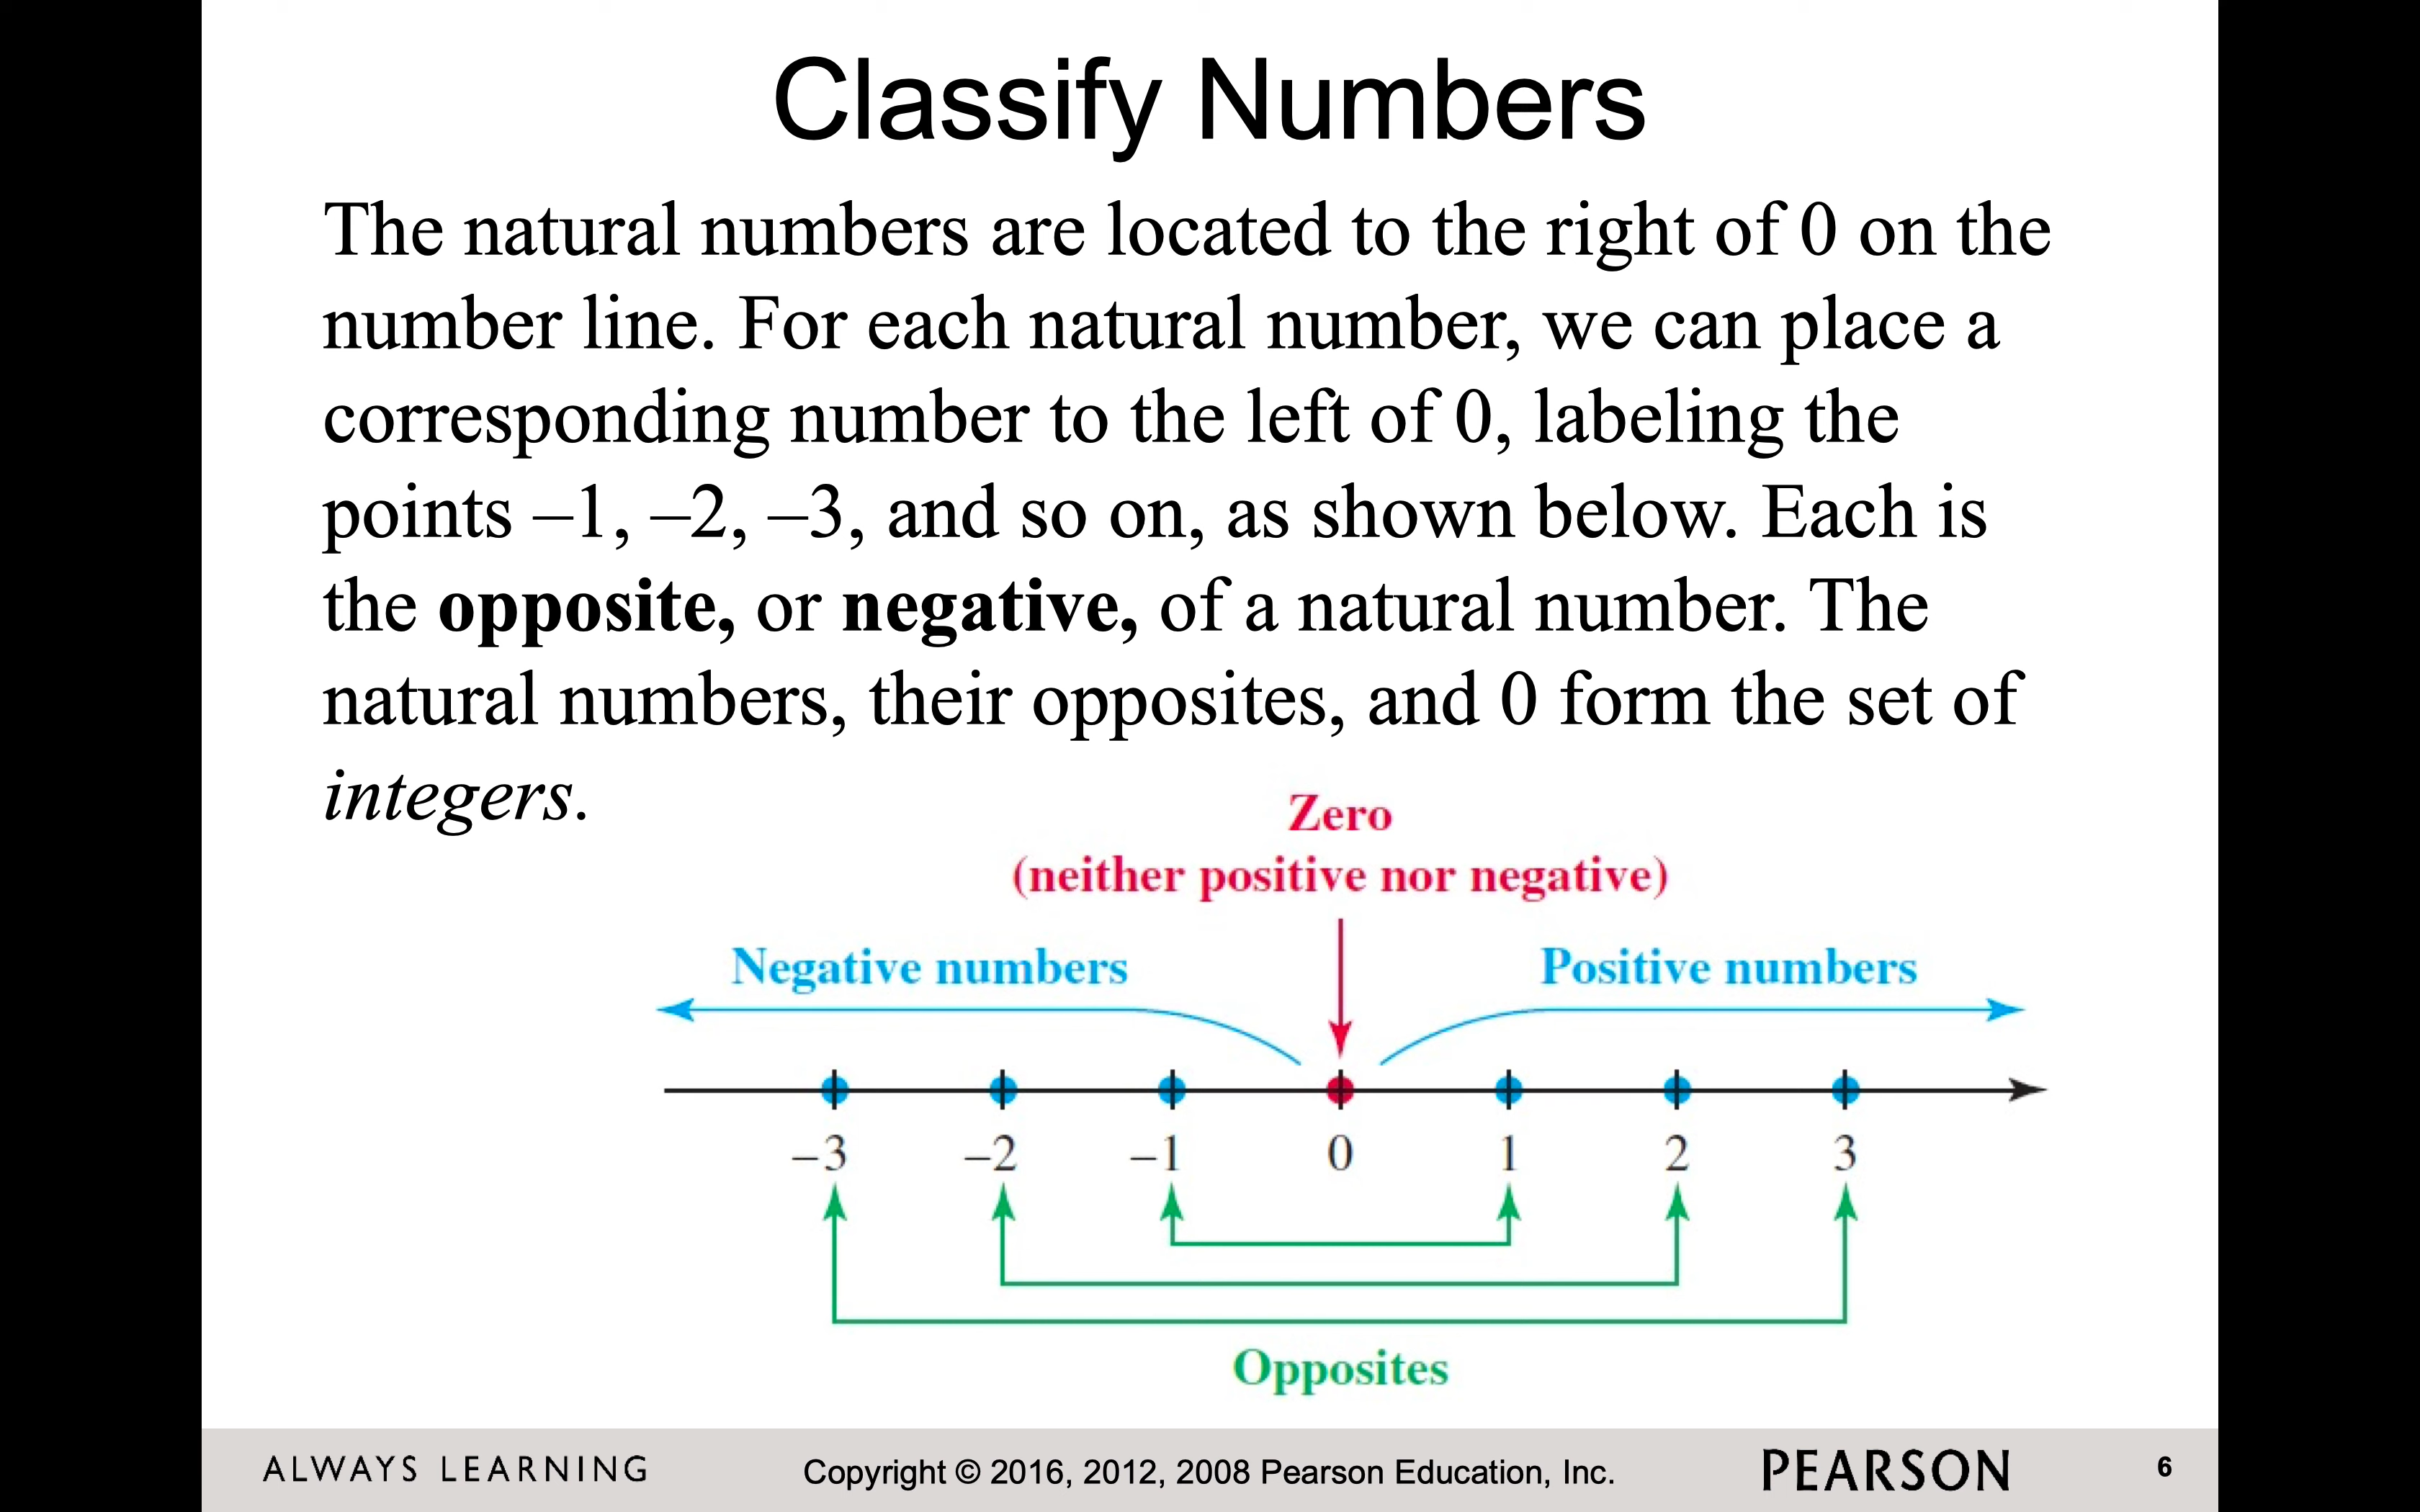 Classify Numbers
The natural numbers are located to the right of 0 on the
number line. For each natural number, we can place a
corresponding number to the left of 0, labeling the
points –1, –2, –3, and so on, as shown below. Each is
the opposite, or negative, of a natural number. The
natural numbers, their opposites, and 0 form the set of
integers.
Zero
(neither positive nor negative)
Negative numbers Positive numbers
–3 –2 –1 0 1 2 3
Opposites
ALWAYS LEARNING Copyright © 2016, 2012, 2008 Pearson Education, Inc. PEARSON 6